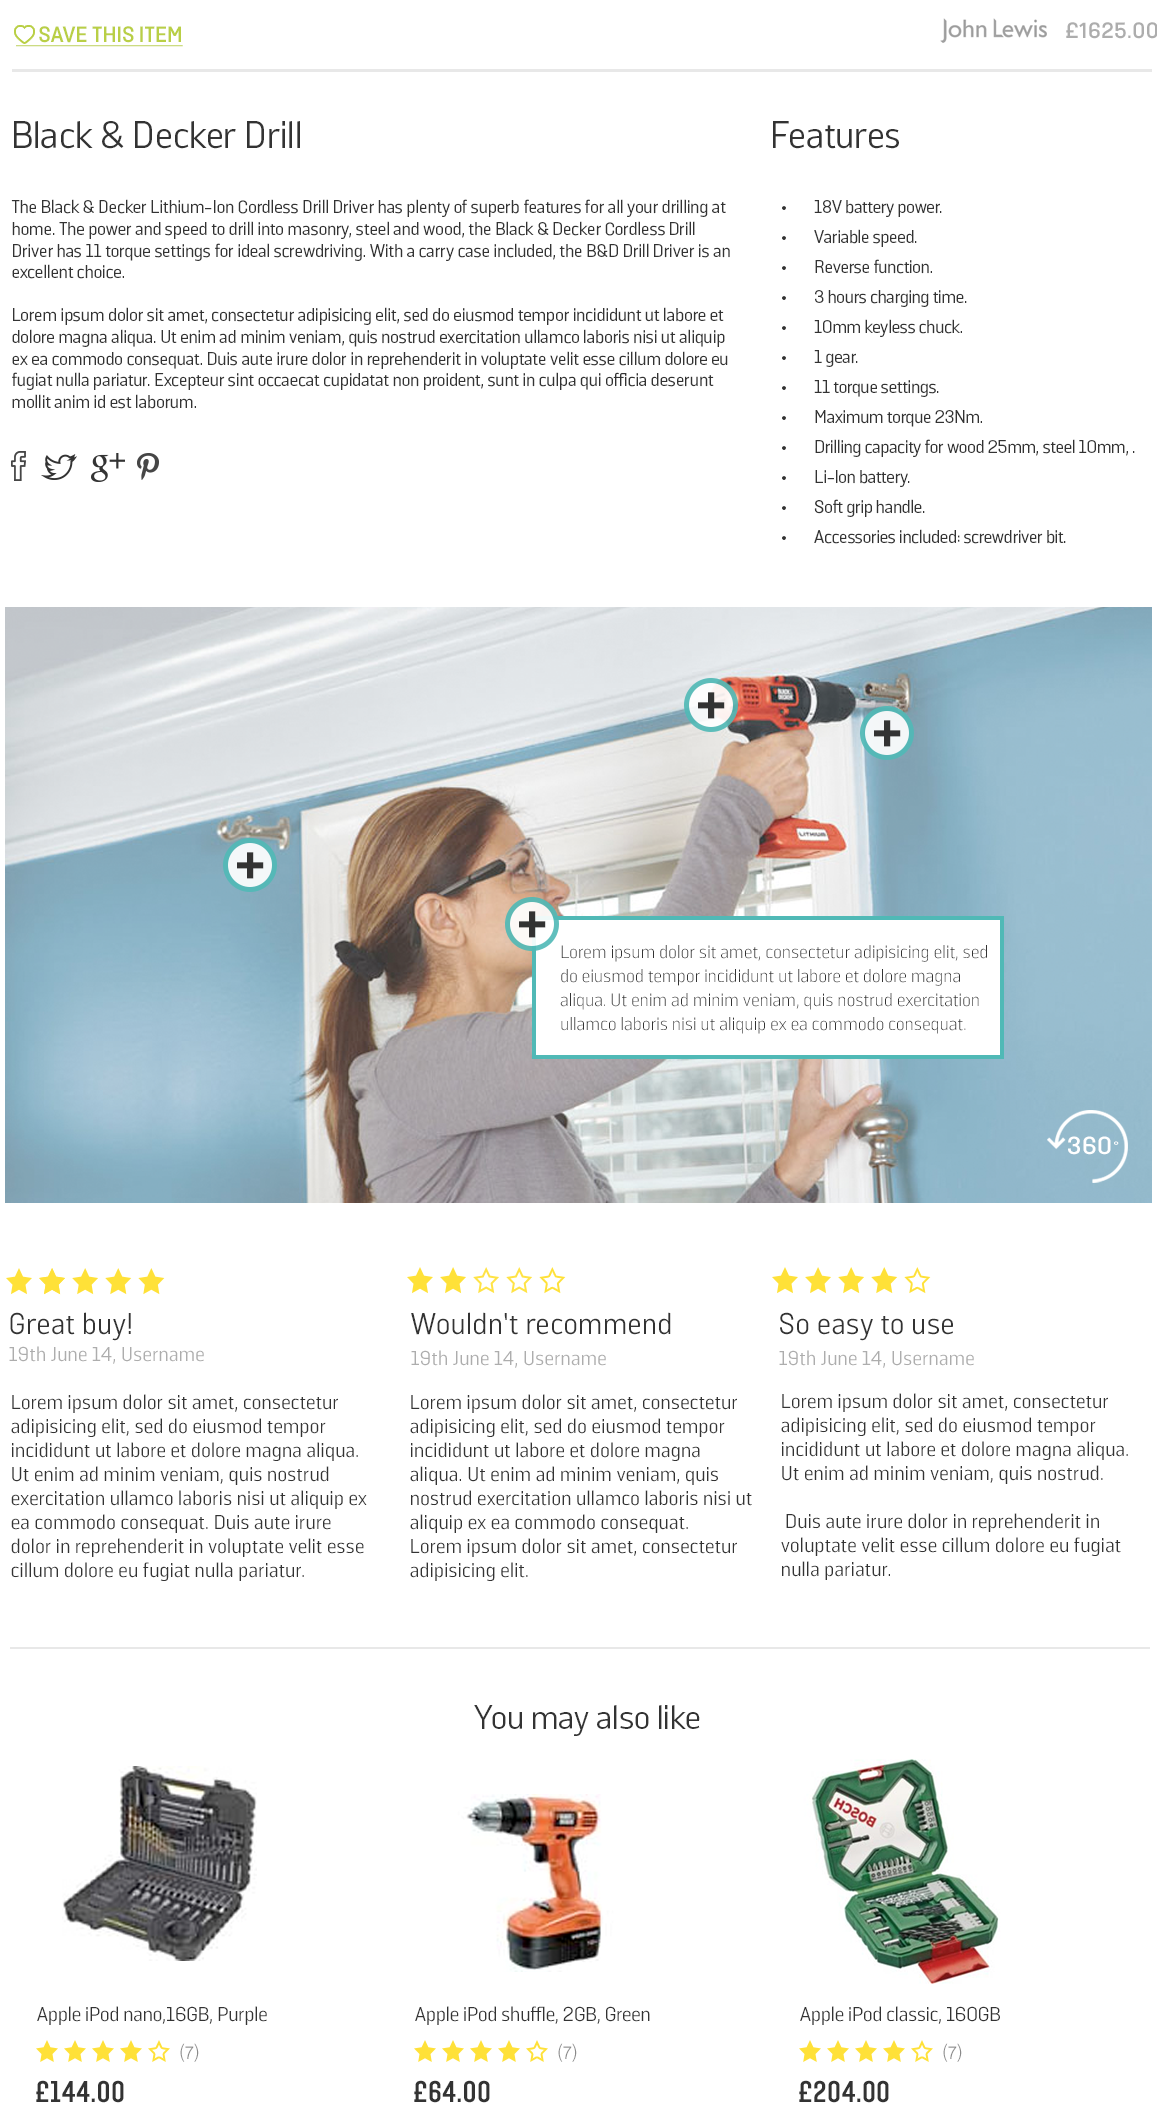 SAVE THIS ITEM
John Lewis £1625.00
Black & Decker Drill
The Black & Decker Lithium-Ion Cordless Drill Driver has plenty of superb features for all your drilling at
home. The power and speed to drill into masonry, steel and wood, the Black & Decker Cordless Drill
Driver has 11 torque settings for ideal screwdriving. With a carry case included, the B&D Drill Driver is an
excellent choice.
Lorem ipsum dolor sit amet, consectetur adipisicing elit, sed do eiusmod tempor incididunt ut labore et
dolore magna aliqua. Ut enim ad minim veniam, quis nostrud exercitation ullamco laboris nisi ut aliquip
ex ea commodo consequat. Duis aute irure dolor in reprehenderit in voluptate velit esse cillum dolore eu
fugiat nulla pariatur. Excepteur sint occaecat cupidatat non proident, sunt in culpa qui officia deserunt
mollit anim id est laborum.
Features
• 18V battery power.
• Variable speed.
• Reverse function.
• 3 hours charging time.
• 10mm keyless chuck.
• 1 gear.
• 11 torque settings.
• Maximum torque 23Nm.
• Drilling capacity for wood 25mm, steel 10mm, .
• Li-Ion battery.
• Soft grip handle.
• Accessories included: screwdriver bit.
BLACK& DECKER
LITHIUM
Lorem ipsum dolor sit amet, consectetur adipisicing elit, sed
do eiusmod tempor incididunt ut labore et dolore magna
aliqua. Ut enim ad minim veniam, quis nostrud exercitation
ullamco laboris nisi ut aliquip ex ea commodo consequat.
360°
Great buy!
19th June 14, Username
Lorem ipsum dolor sit amet, consectetur
adipisicing elit, sed do eiusmod tempor
incididunt ut labore et dolore magna aliqua.
Ut enim ad minim veniam, quis nostrud
exercitation ullamco laboris nisi ut aliquip ex
ea commodo consequat. Duis aute irure
dolor in reprehenderit in voluptate velit esse
cillum dolore eu fugiat nulla pariatur.
Wouldn't recommend
19th June 14, Username
Lorem ipsum dolor sit amet, consectetur
adipisicing elit, sed do eiusmod tempor
incididunt ut labore et dolore magna
aliqua. Ut enim ad minim veniam, quis
nostrud exercitation ullamco laboris nisi ut
aliquip ex ea commodo consequat.
Lorem ipsum dolor sit amet, consectetur
adipisicing elit.
So easy to use
19th June 14, Username
Lorem ipsum dolor sit amet, consectetur
adipisicing elit, sed do eiusmod tempor
incididunt ut labore et dolore magna aliqua.
Ut enim ad minim veniam, quis nostrud.
Duis aute irure dolor in reprehenderit in
voluptate velit esse cillum dolore eu fugiat
nulla pariatur.
You may also like
BOSCH
Apple iPod nano,16GB, Purple
(7)
£144.00
Apple iPod shuffle, 2GB, Green
(7)
£64.00
Apple iPod classic, 160GB
(7)
£204.00